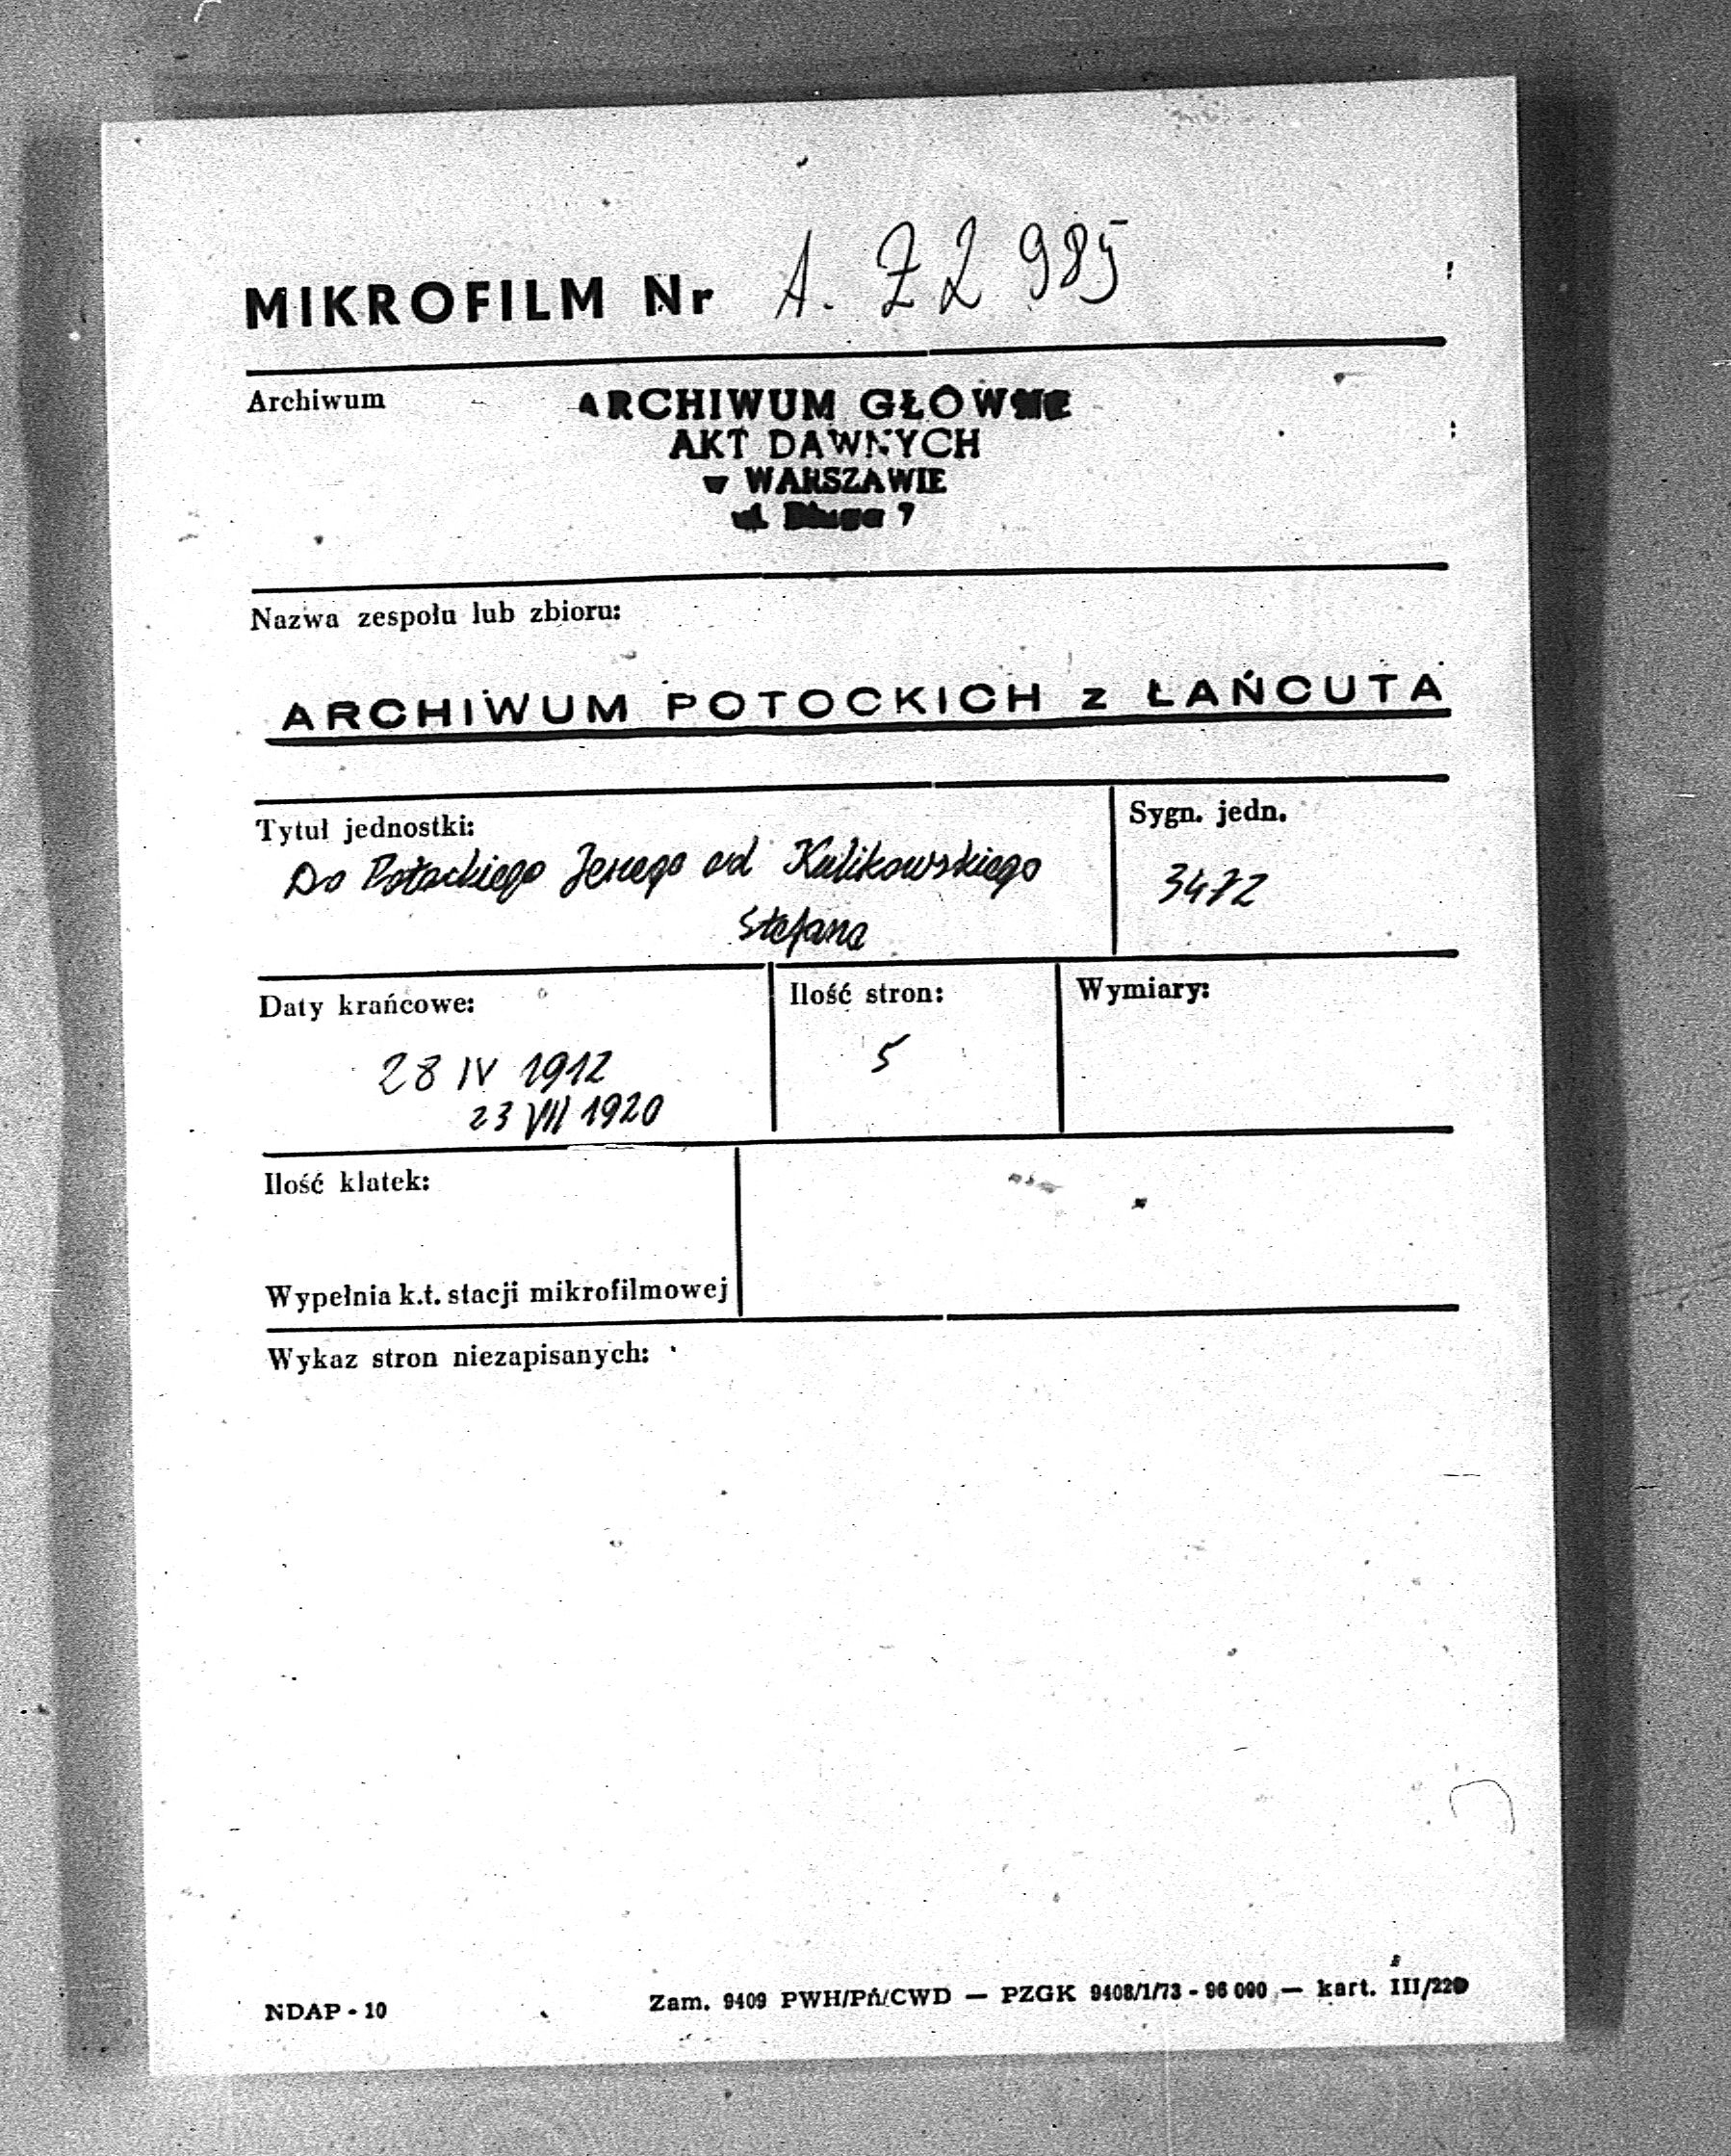 MIKROFILM Nr A. 72 985
Archiwum
ARCHIWUM GŁÓWNE
AKT DAWNYCH
w WARSZAWIE
ul. Długa 7
Nazwa zespołu lub zbioru:
ARCHIWUM POTOCKICH z ŁAŃCUTA
Tytuł jednostki:
Sygn. jedn.
Do Potockiego Jerzego od Kulikowskiego
Stefana
3472
Daty krańcowe:
Ilość stron:
Wymiary:
28 IV 1912
23 VII 1920
5
Ilość klatek:
Wypełnia k.t. stacji mikrofilmowej
Wykaz stron niezapisanych:
NDAP - 10
Zam. 9409 PWH/Pń/CWD — PZGK 9408/1/73 - 96 000 — kart. III/220